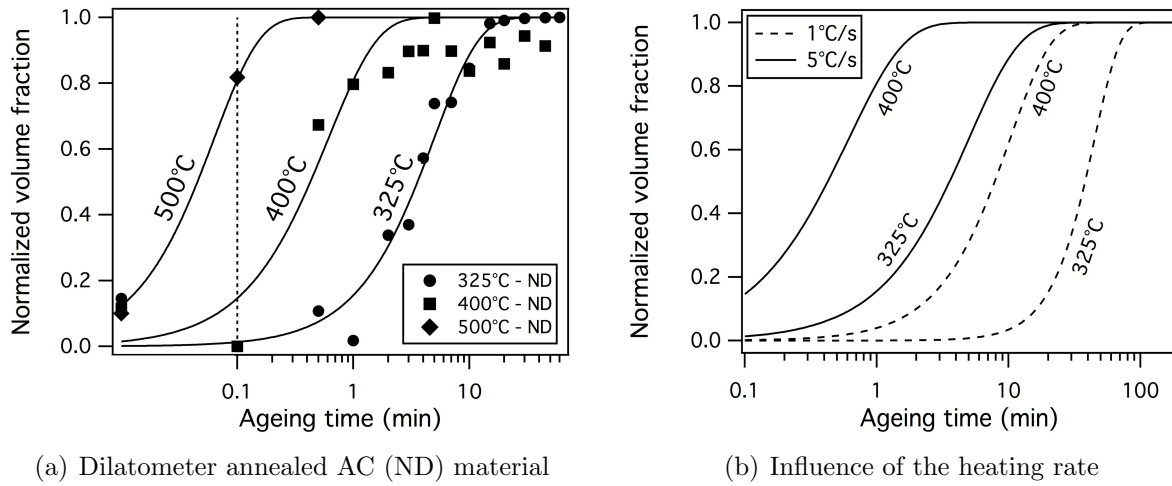 1.0
0.8
0.6
0.4
0.2
0.0
Normalized volume fraction
500°C
400°C
325°C
325°C - ND
400°C - ND
500°C - ND
0.1
1
10
Ageing time (min)
(a) Dilatometer annealed AC (ND) material
1.0
0.8
0.6
0.4
0.2
0.0
Normalized volume fraction
1°C/s
5°C/s
400°C
400°C
325°C
325°C
0.1
1
10
100
Ageing time (min)
(b) Influence of the heating rate